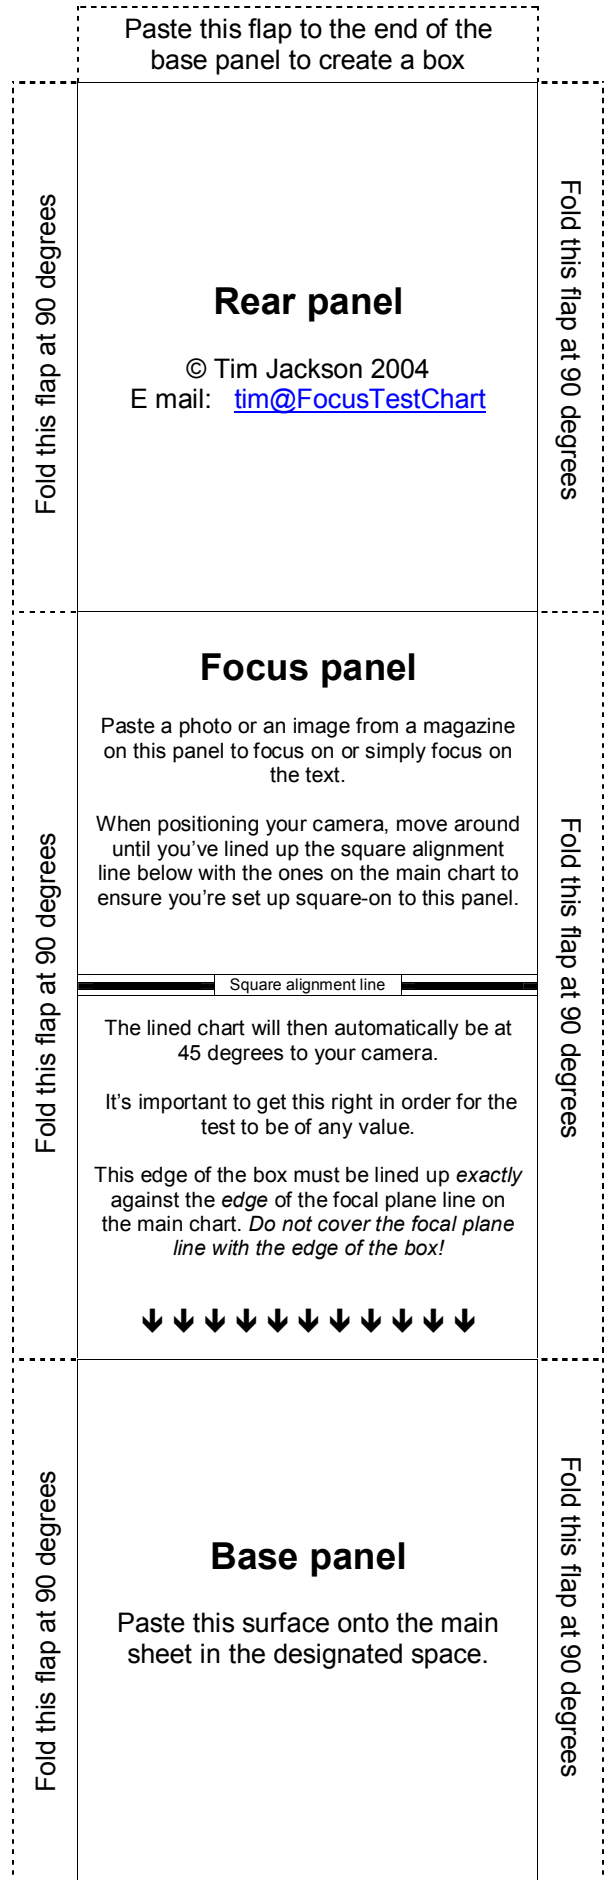 Paste this flap to the end of the
base panel to create a box
Fold this flap at 90 degrees
Rear panel
© Tim Jackson 2004
E mail: tim@FocusTestChart
Fold this flap at 90 degrees
Fold this flap at 90 degrees
Focus panel
Paste a photo or an image from a magazine
on this panel to focus on or simply focus on
the text.
When positioning your camera, move around
until you've lined up the square alignment
line below with the ones on the main chart to
ensure you're set up square-on to this panel.
Square alignment line
The lined chart will then automatically be at
45 degrees to your camera.
It's important to get this right in order for the
test to be of any value.
This edge of the box must be lined up exactly
against the edge of the focal plane line on
the main chart. Do not cover the focal plane
line with the edge of the box!
Fold this flap at 90 degrees
Fold this flap at 90 degrees
Base panel
Paste this surface onto the main
sheet in the designated space.
Fold this flap at 90 degrees